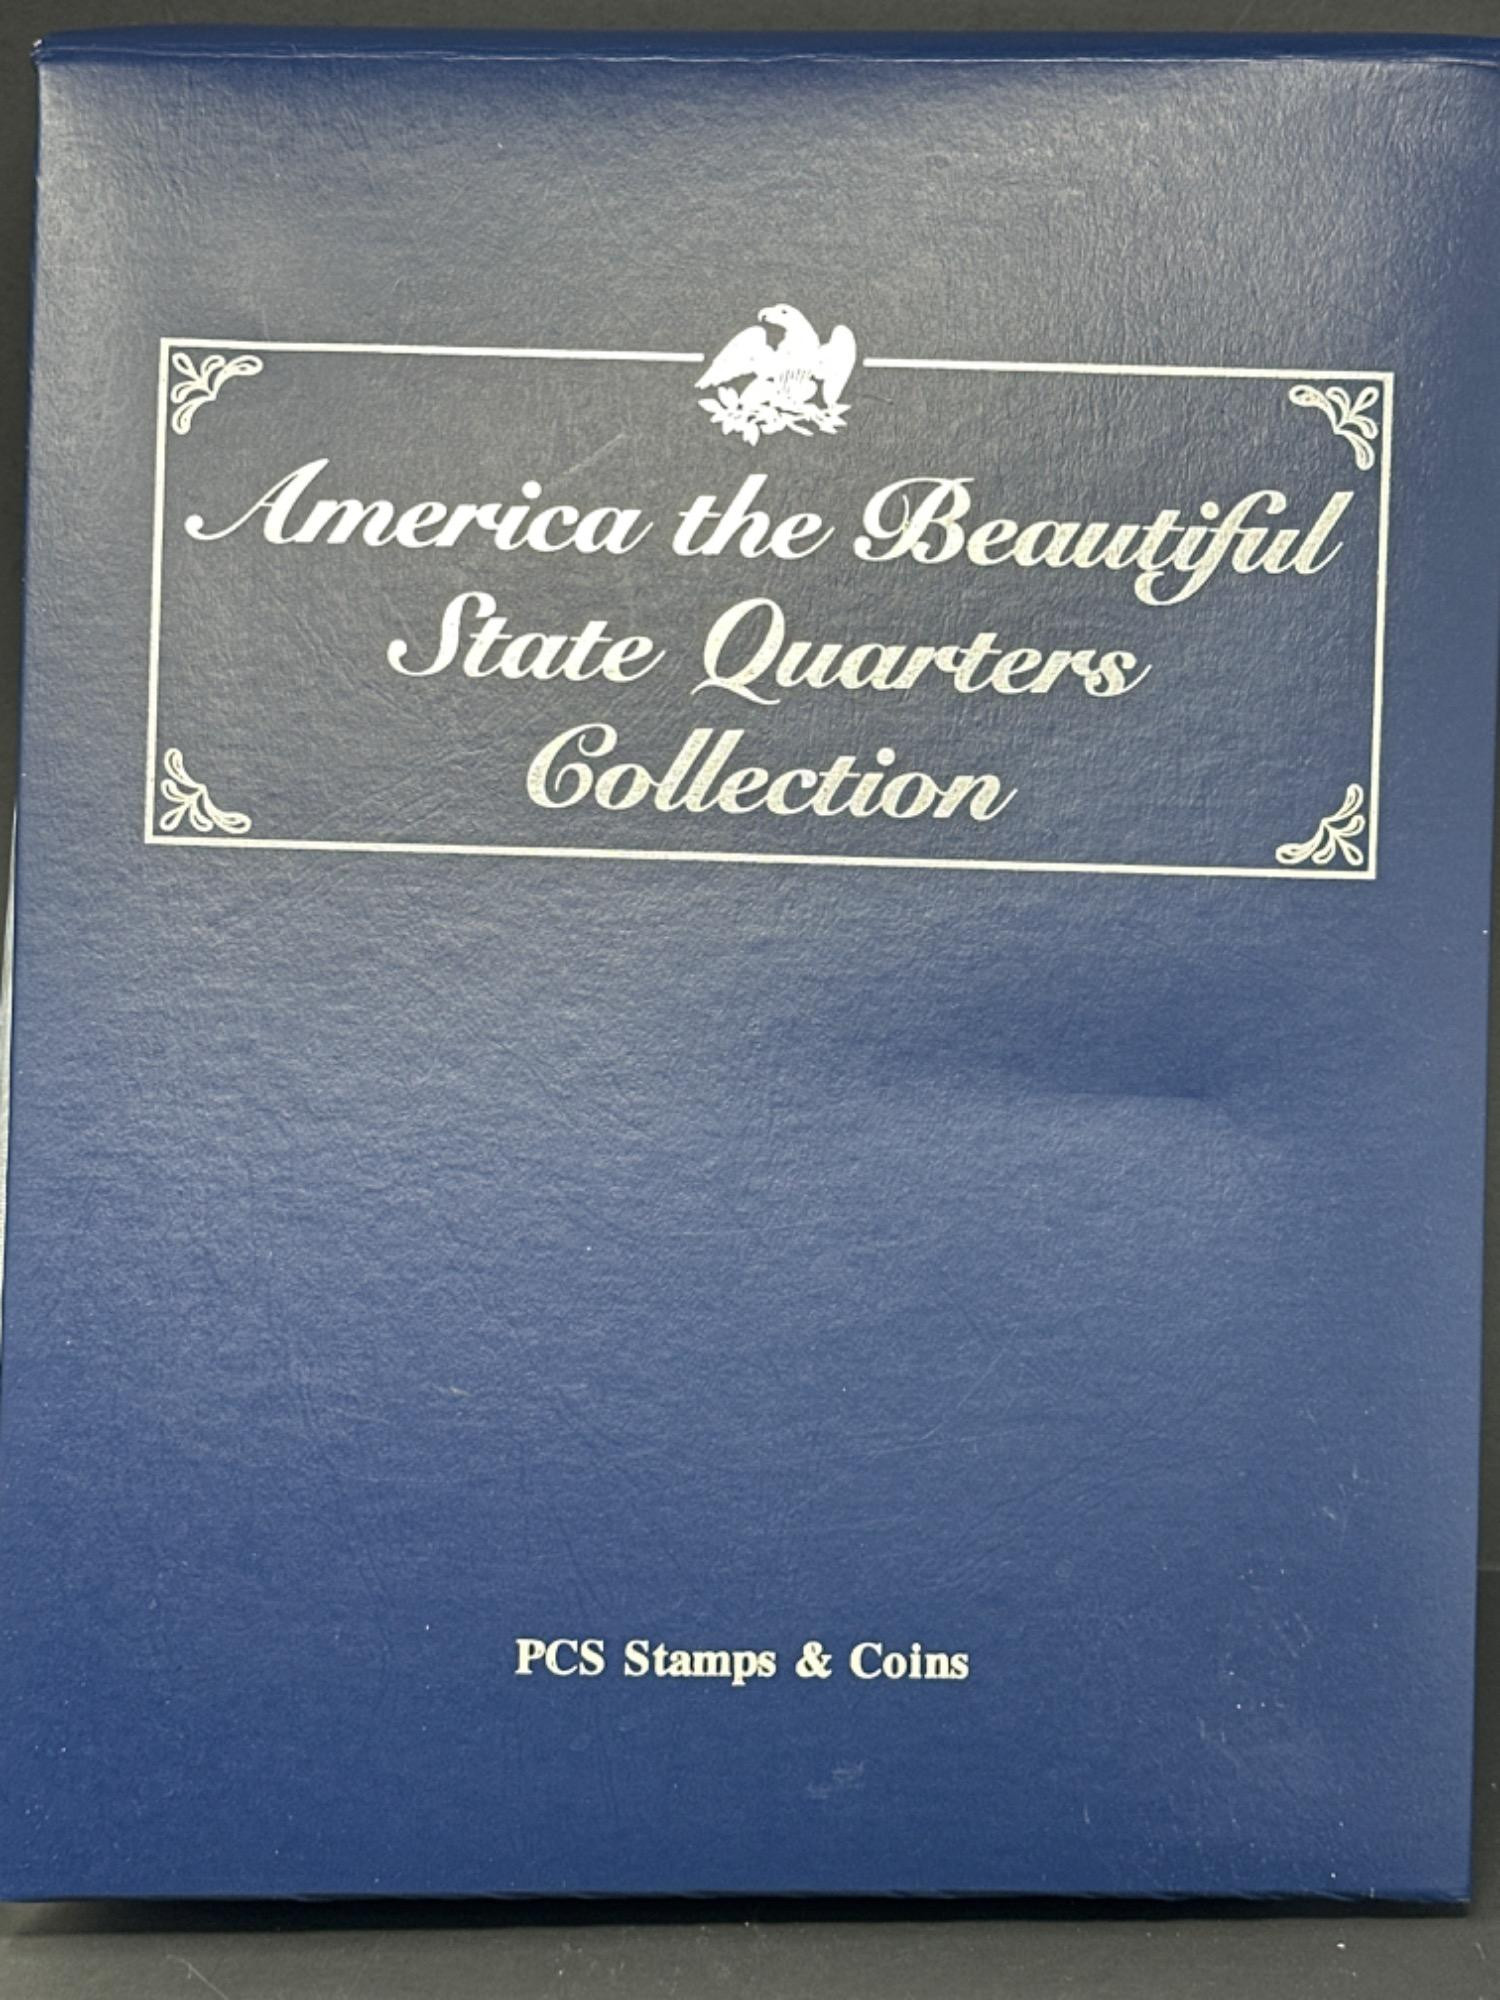 America the Beautiful
State Quarters
Collection
PCS Stamps & Coins